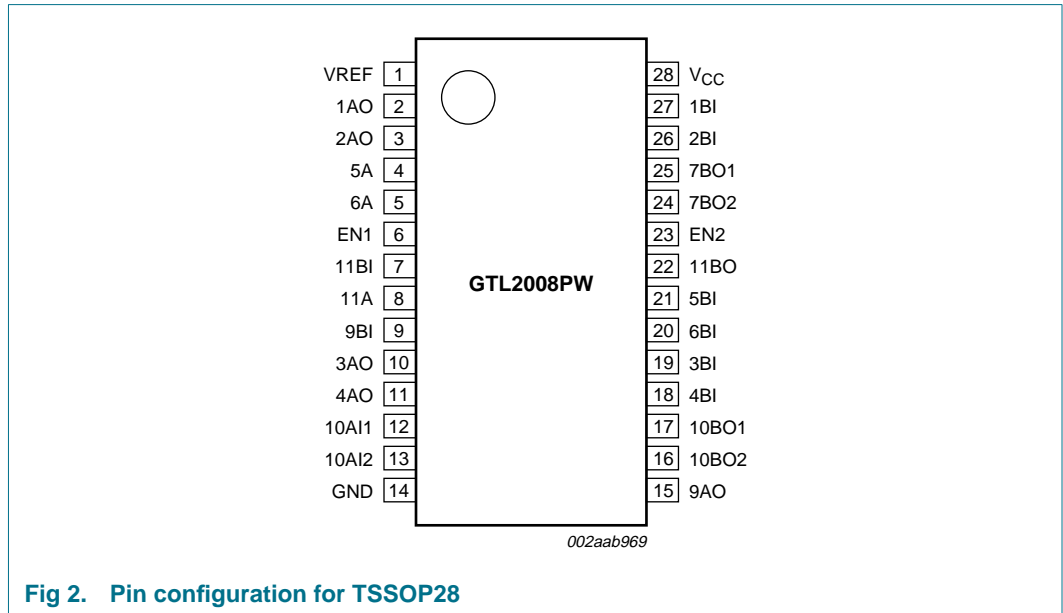 VREF 1 28 VCC
1AO 2 27 1BI
2AO 3 26 2BI
5A 4 25 7BO1
6A 5 24 7BO2
EN1 6 23 EN2
11BI 7 22 11BO
GTL2008PW
11A 8 21 5BI
9BI 9 20 6BI
3AO 10 19 3BI
4AO 11 18 4BI
10AI1 12 17 10BO1
10AI2 13 16 10BO2
GND 14 15 9AO
002aab969
Fig 2. Pin configuration for TSSOP28